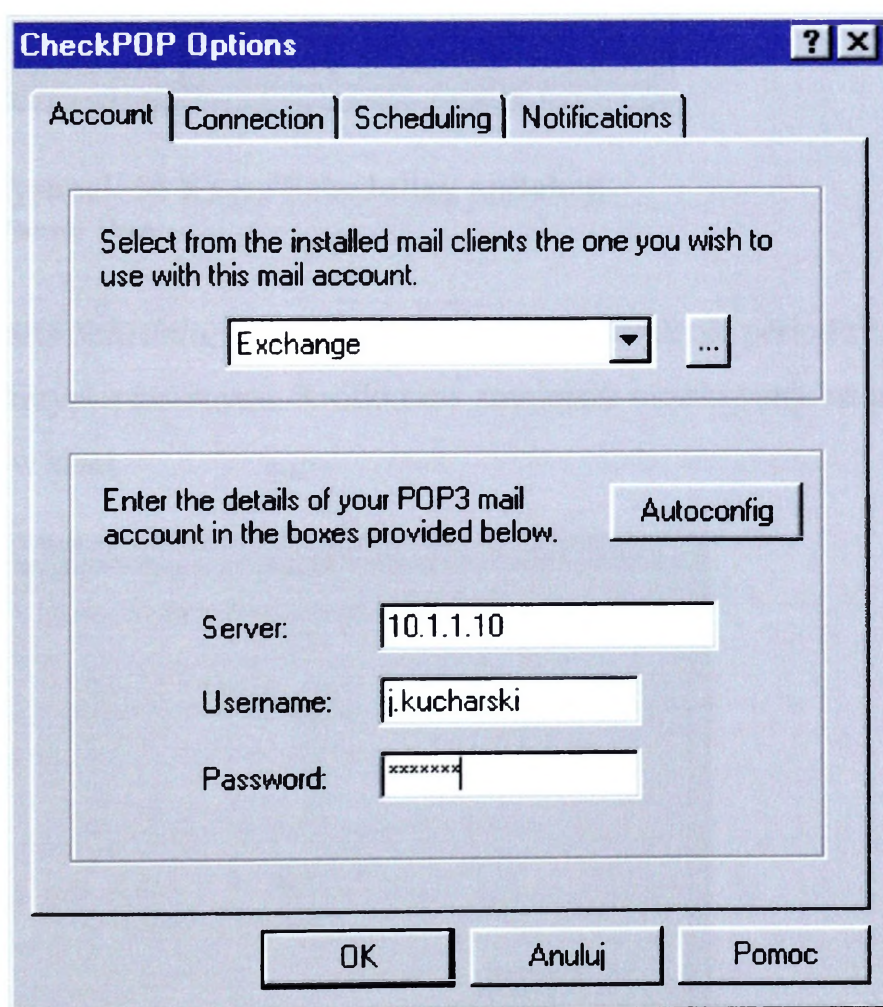 CheckPOP Options
Account Connection Scheduling Notifications
Select from the installed mail clients the one you wish to
use with this mail account.
Exchange
...
Enter the details of your POP3 mail
account in the boxes provided below.
Autoconfig
Server: 10.1.1.10
Username: j.kucharski
Password: xxxxxxx
OK Anuluj Pomoc